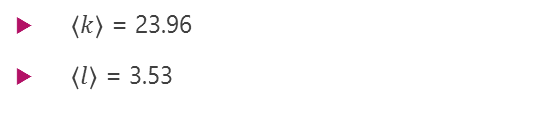 ⟨k⟩ = 23.96
⟨l⟩ = 3.53